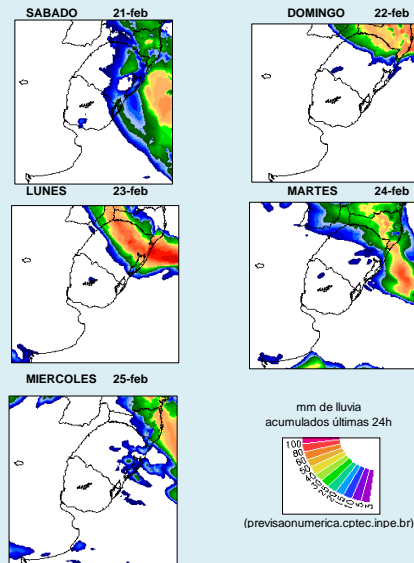 SABADO 21-feb
DOMINGO 22-feb
LUNES 23-feb
MARTES 24-feb
MIERCOLES 25-feb
mm de lluvia
acumulados últimas 24h
100
80
60
(previsaonumerica.cptec.inpe.br)